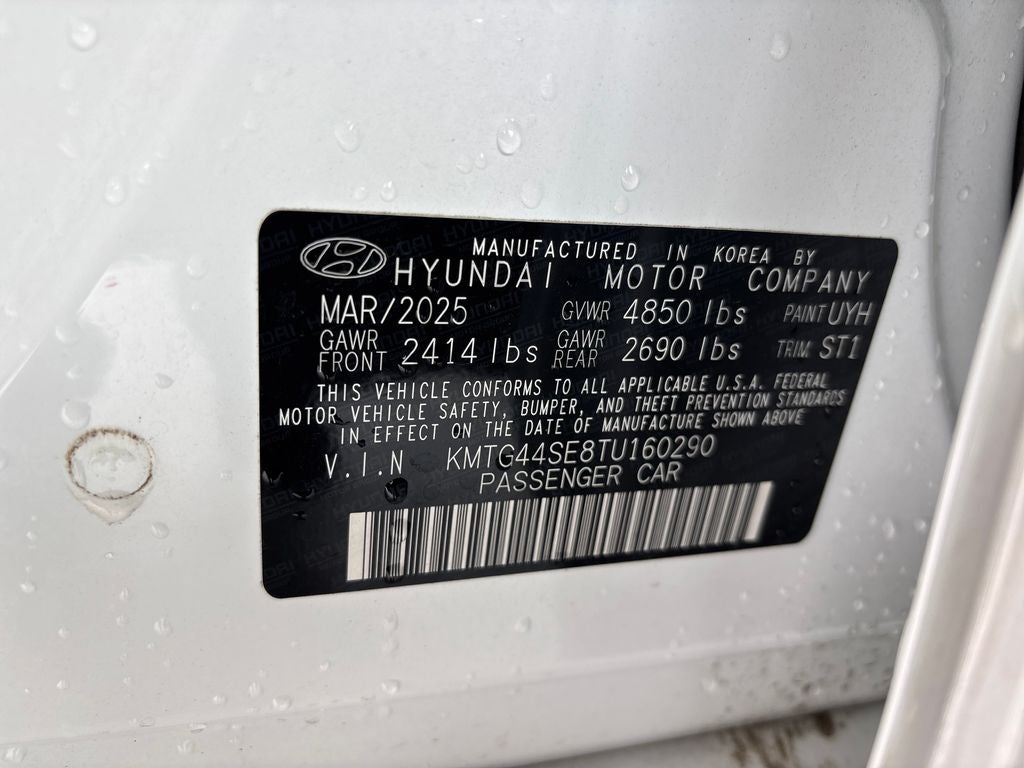 MANUFACTURED IN KOREA BY
HYUNDAI MOTOR COMPANY
MAR/2025 GVWR 4850 lbs PAINT UYH
GAWR FRONT 2414 lbs GAWR REAR 2690 lbs TRIM ST1
THIS VEHICLE CONFORMS TO ALL APPLICABLE U.S.A. FEDERAL
MOTOR VEHICLE SAFETY, BUMPER, AND THEFT PREVENTION STANDARDS
IN EFFECT ON THE DATE OF MANUFACTURE SHOWN ABOVE
V.I.N KMTG44SE8TU160290
PASSENGER CAR